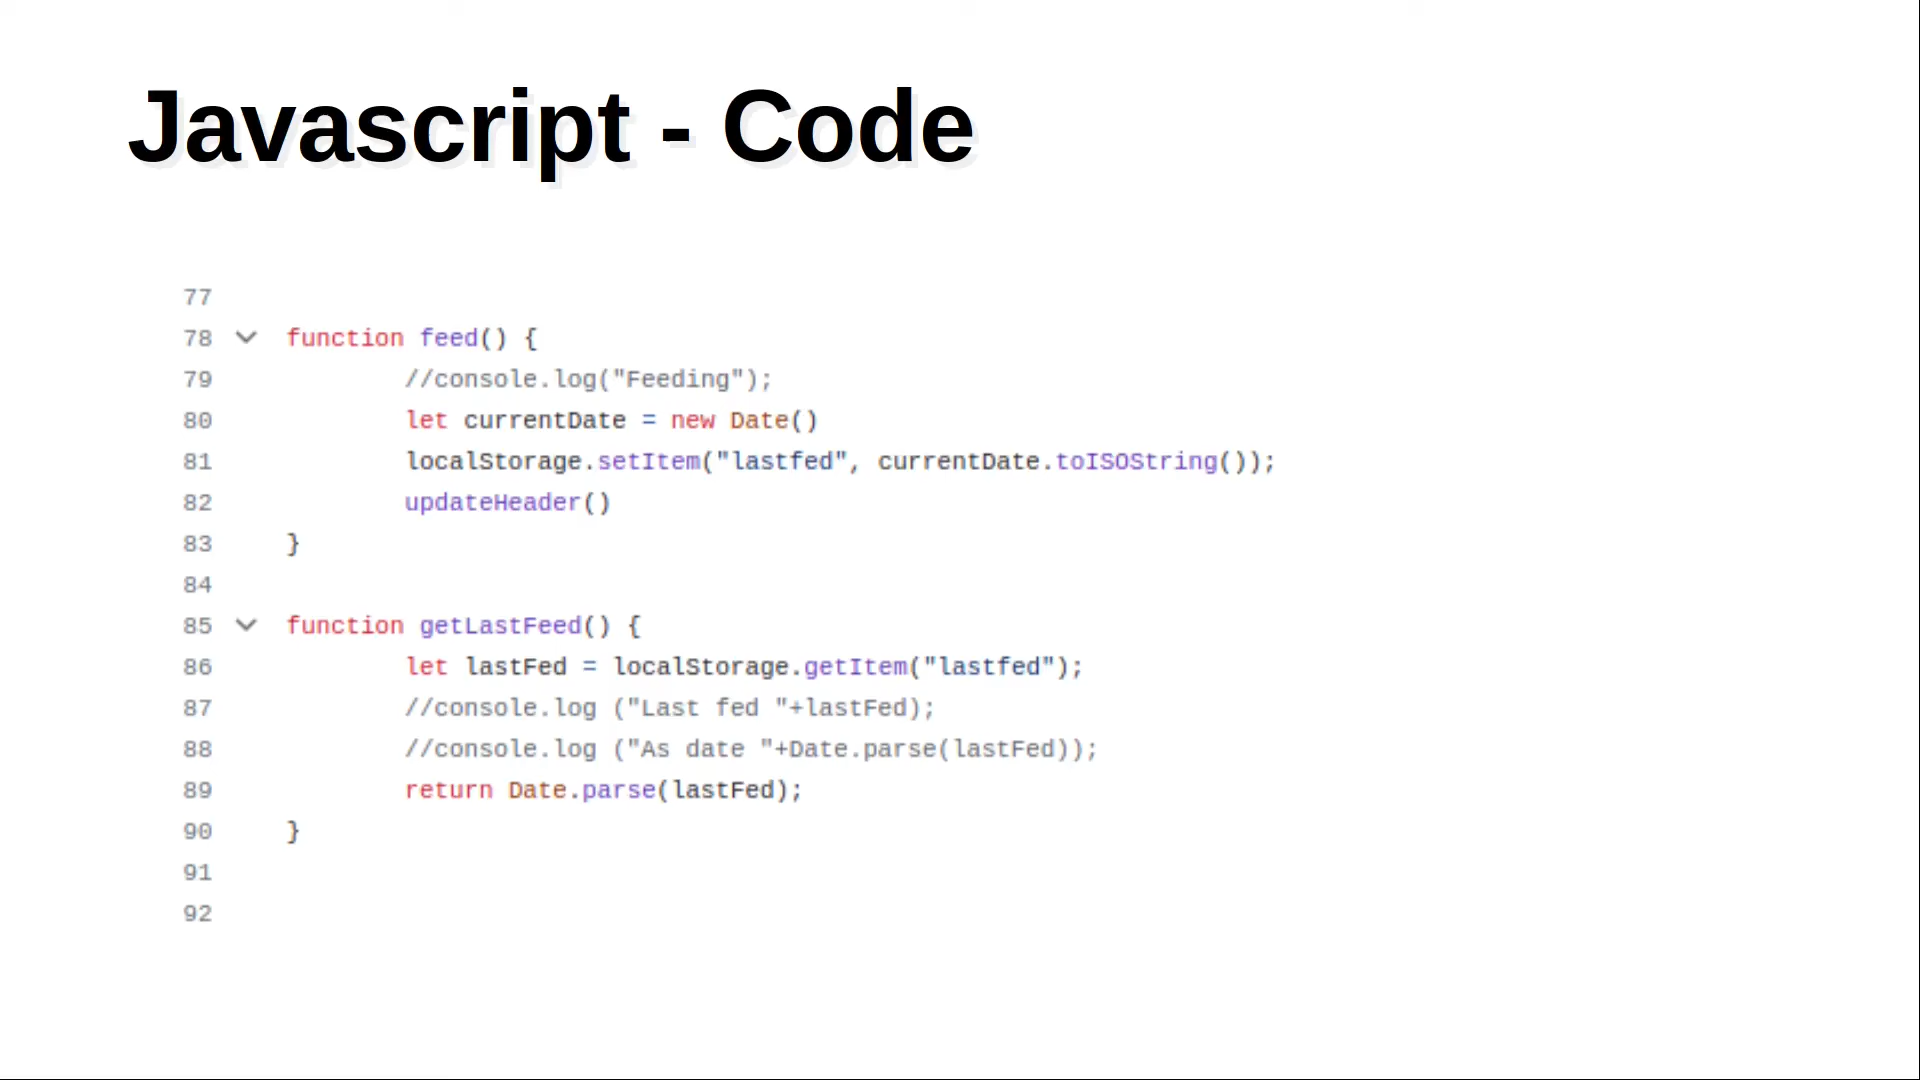 Javascript - Code
77
78 function feed() {
79 //console.log("Feeding");
80 let currentDate = new Date()
81 localStorage.setItem("lastfed", currentDate.toISOString());
82 updateHeader()
83 }
84
85 function getLastFeed() {
86 let lastFed = localStorage.getItem("lastfed");
87 //console.log ("Last fed "+lastFed);
88 //console.log ("As date "+Date.parse(lastFed));
89 return Date.parse(lastFed);
90 }
91
92